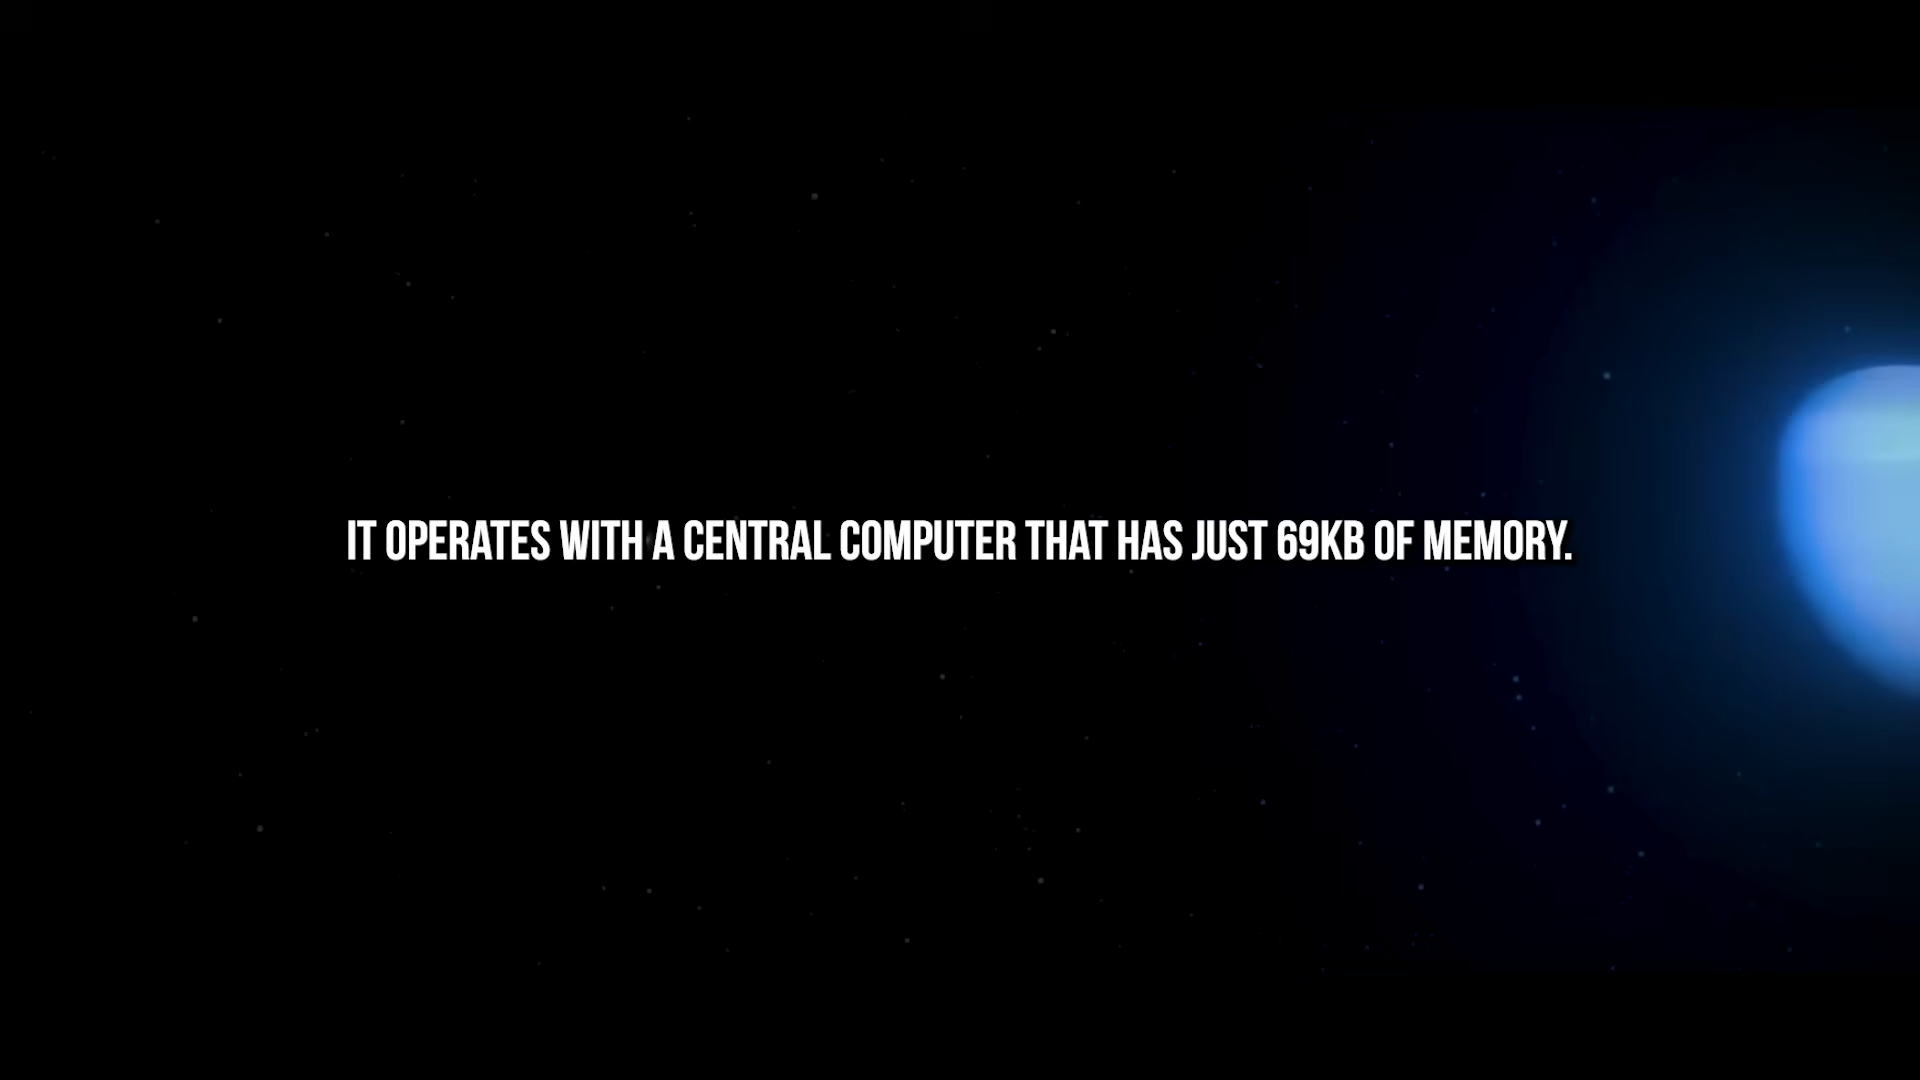 IT OPERATES WITH A CENTRAL COMPUTER THAT HAS JUST 69KB OF MEMORY.